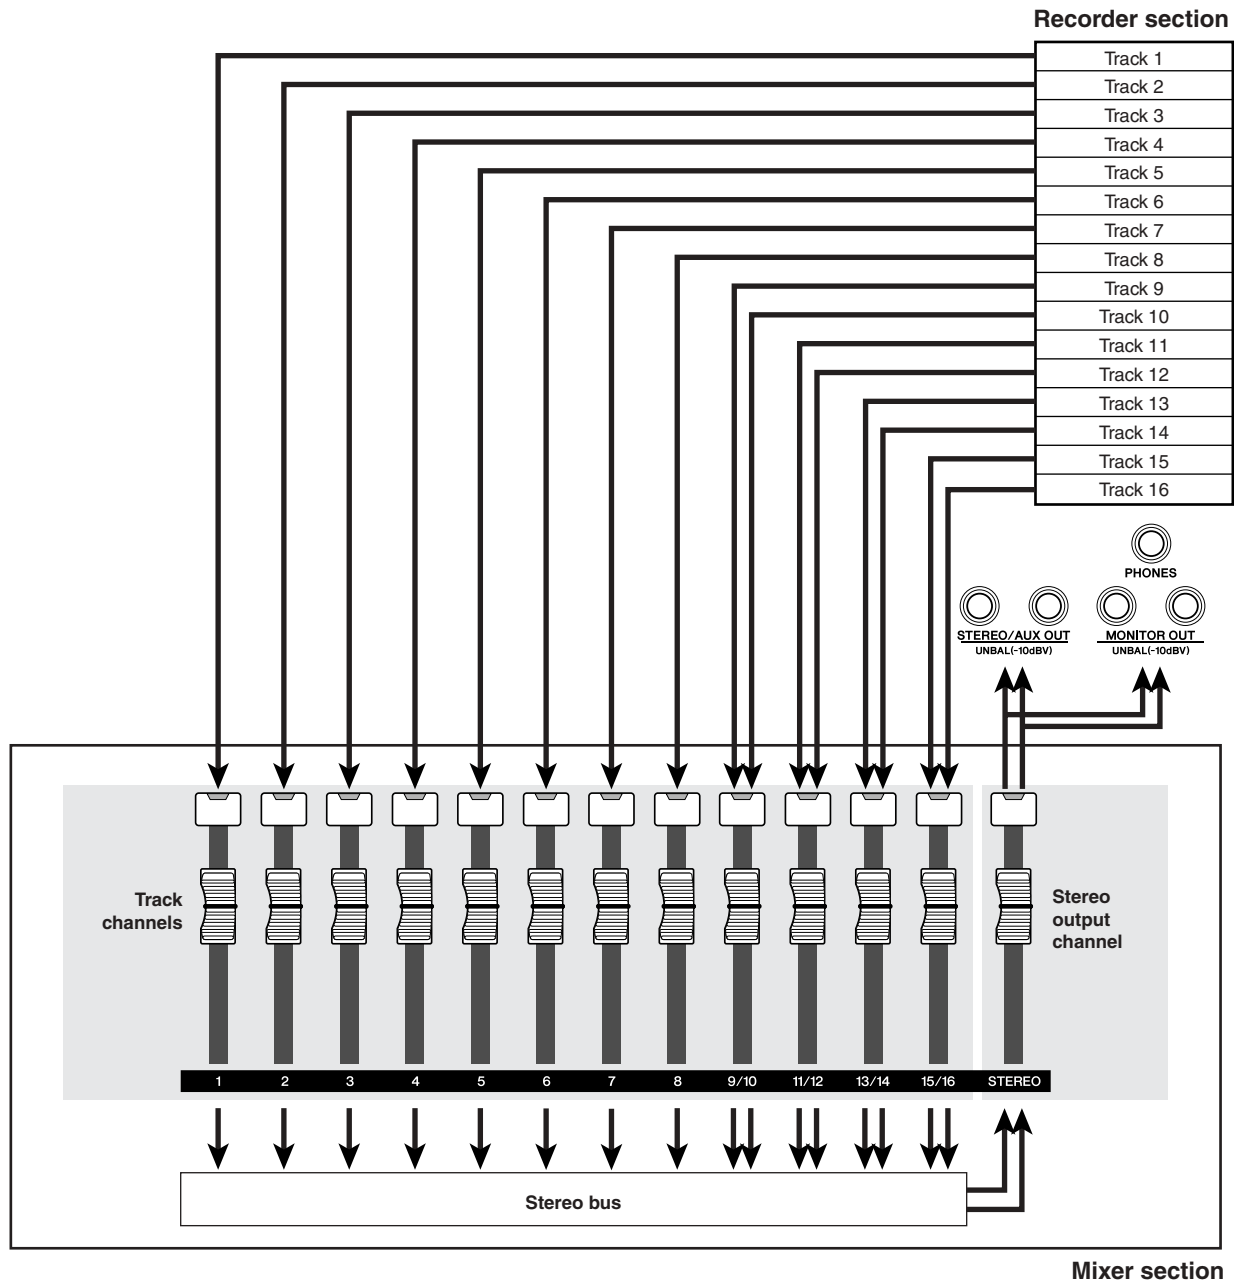 Recorder section
Track 1
Track 2
Track 3
Track 4
Track 5
Track 6
Track 7
Track 8
Track 9
Track 10
Track 11
Track 12
Track 13
Track 14
Track 15
Track 16
PHONES
STEREO/AUX OUT
UNBAL(-10dBV)
MONITOR OUT
UNBAL(-10dBV)
Track
channels
Stereo
output
channel
1 2 3 4 5 6 7 8 9/10 11/12 13/14 15/16 STEREO
Stereo bus
Mixer section